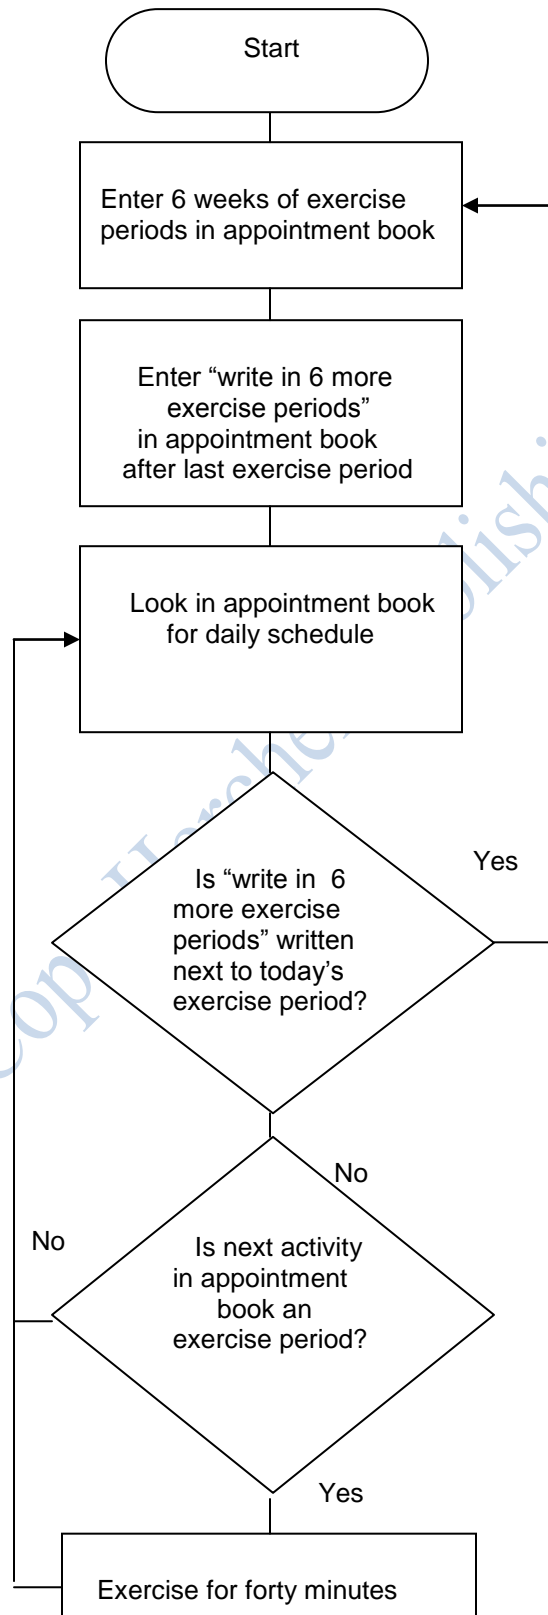 Start
Enter 6 weeks of exercise
periods in appointment book
Enter “write in 6 more
exercise periods”
in appointment book
after last exercise period
Look in appointment book
for daily schedule
Is “write in 6
more exercise
periods” written
next to today’s
exercise period?
Yes
No
No
Is next activity
in appointment
book an
exercise period?
Yes
Exercise for forty minutes